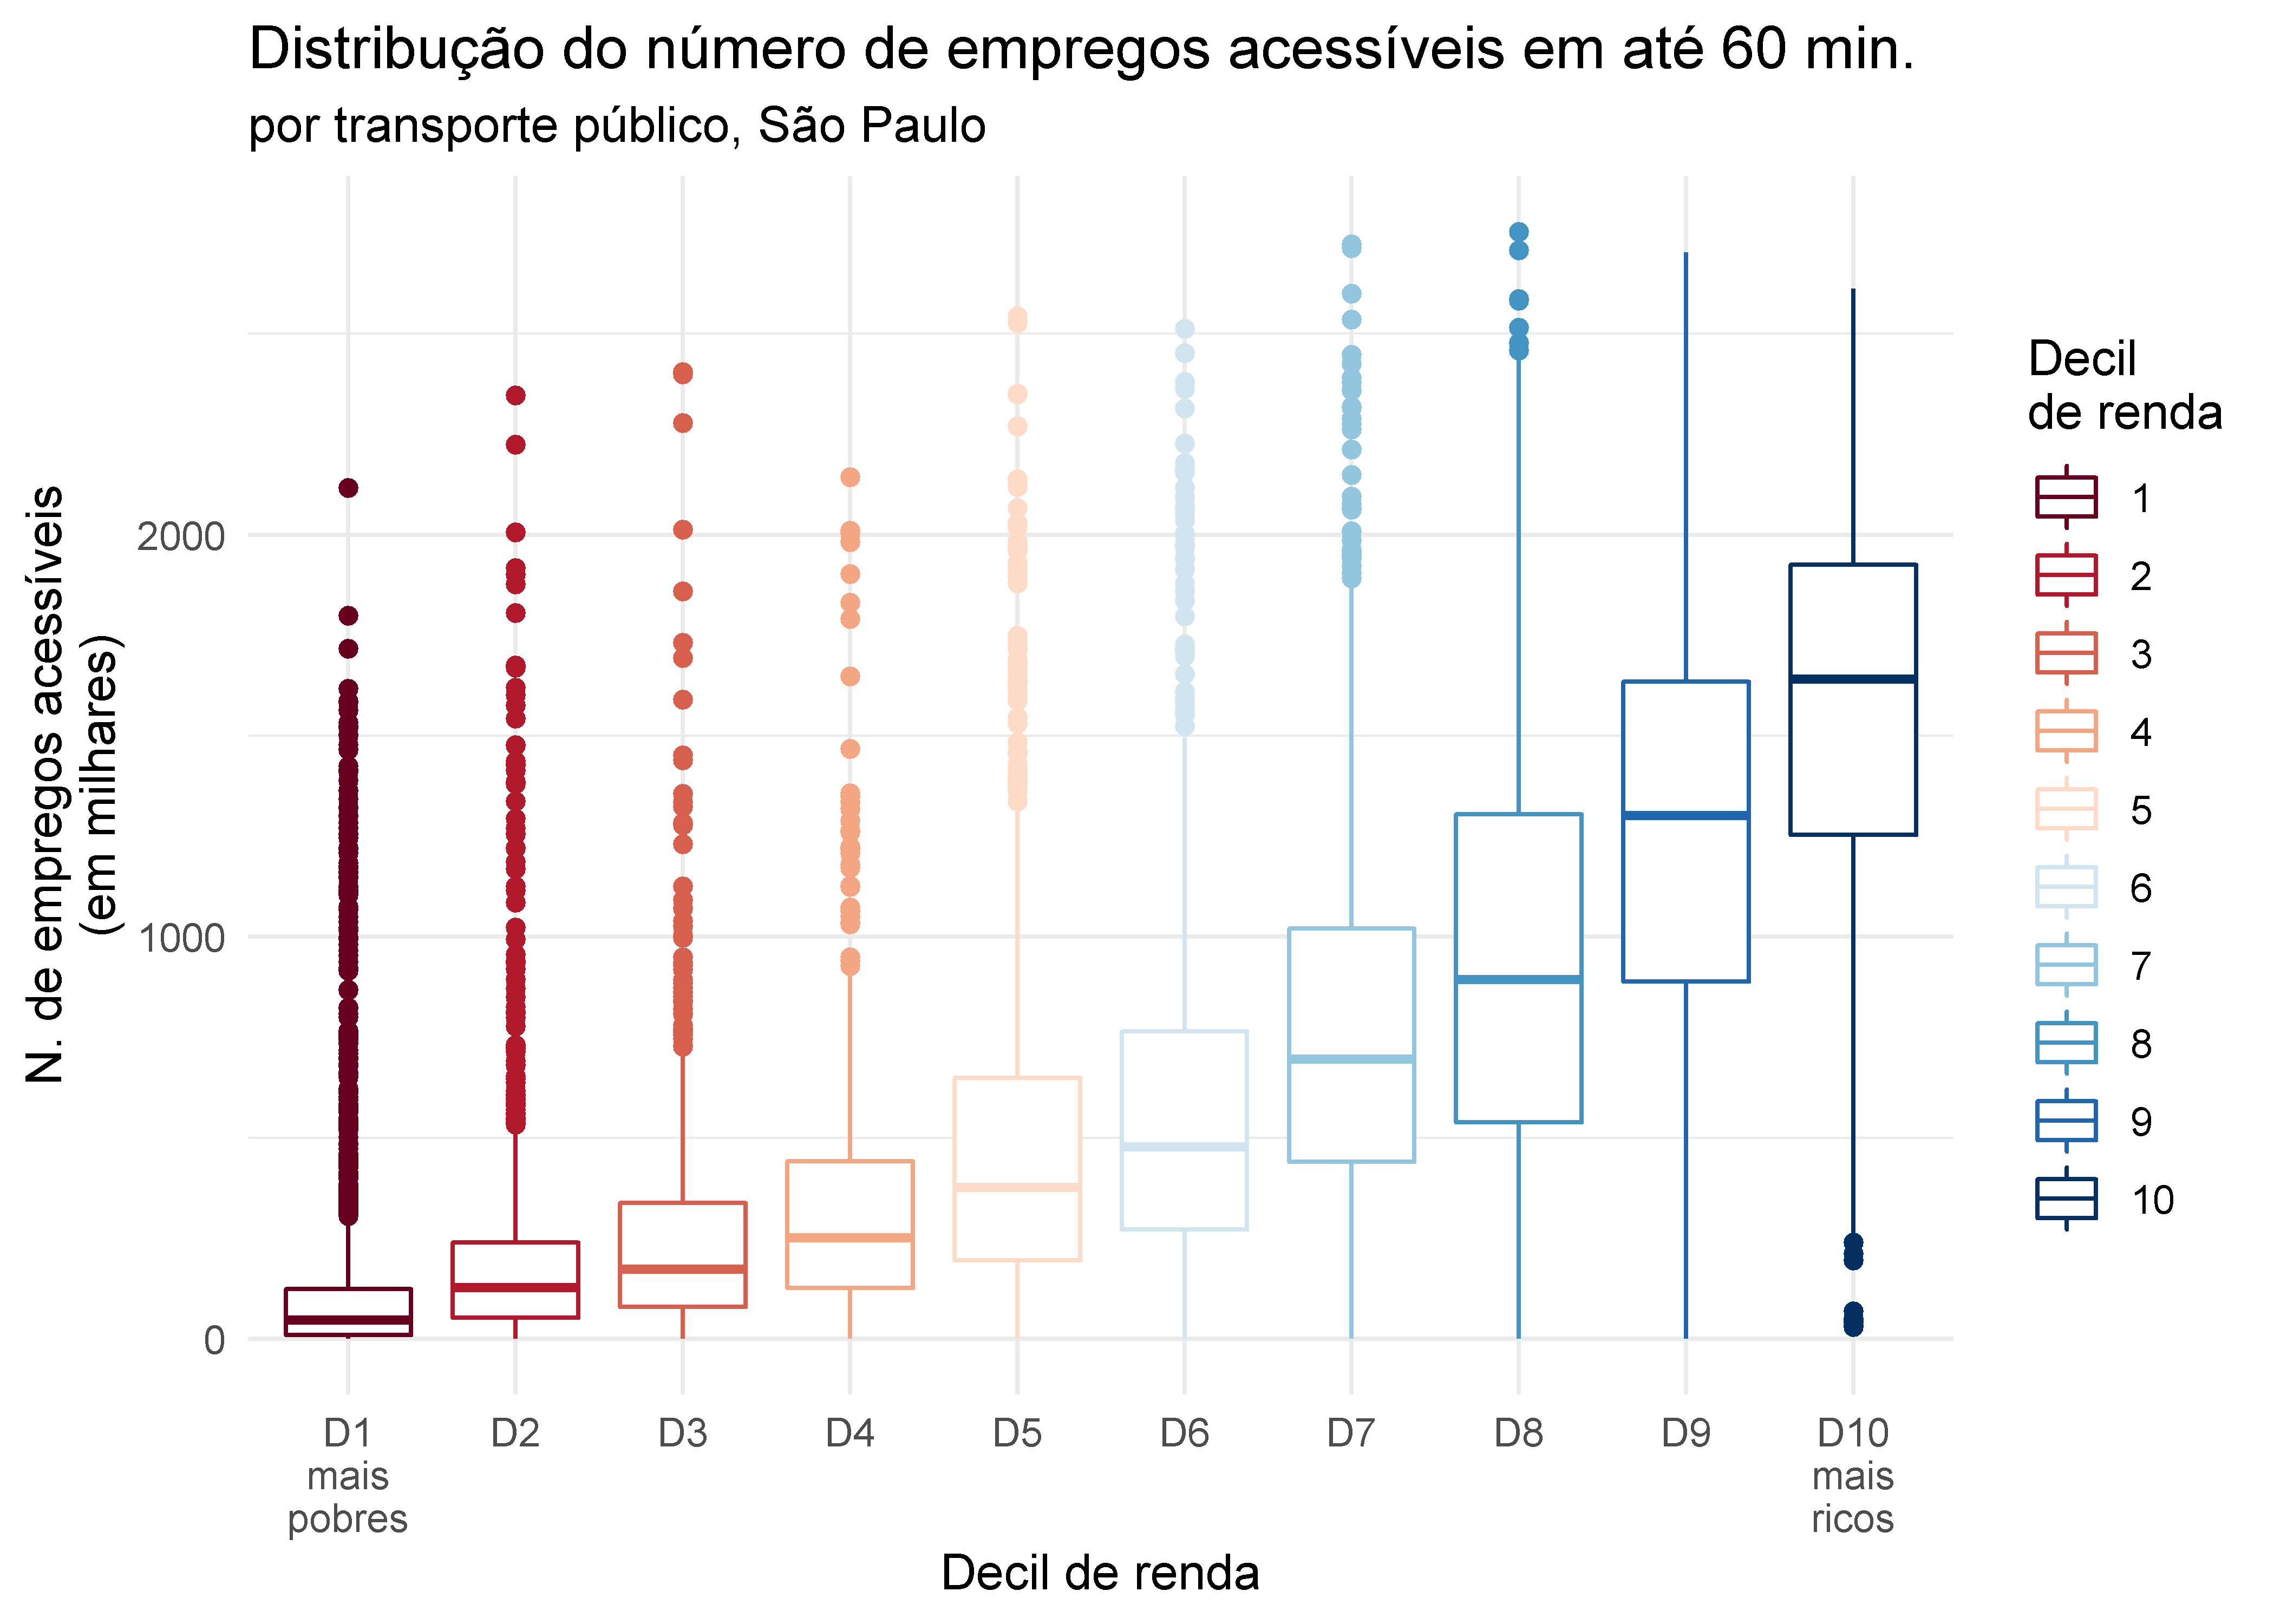 Distribução do número de empregos acessíveis em até 60 min.
por transporte público, São Paulo
N. de empregos acessíveis
(em milhares)
2000
1000
0
D1
mais
pobres
D2
D3
D4
D5
D6
D7
D8
D9
D10
mais
ricos
Decil de renda
Decil
de renda
1
2
3
4
5
6
7
8
9
10